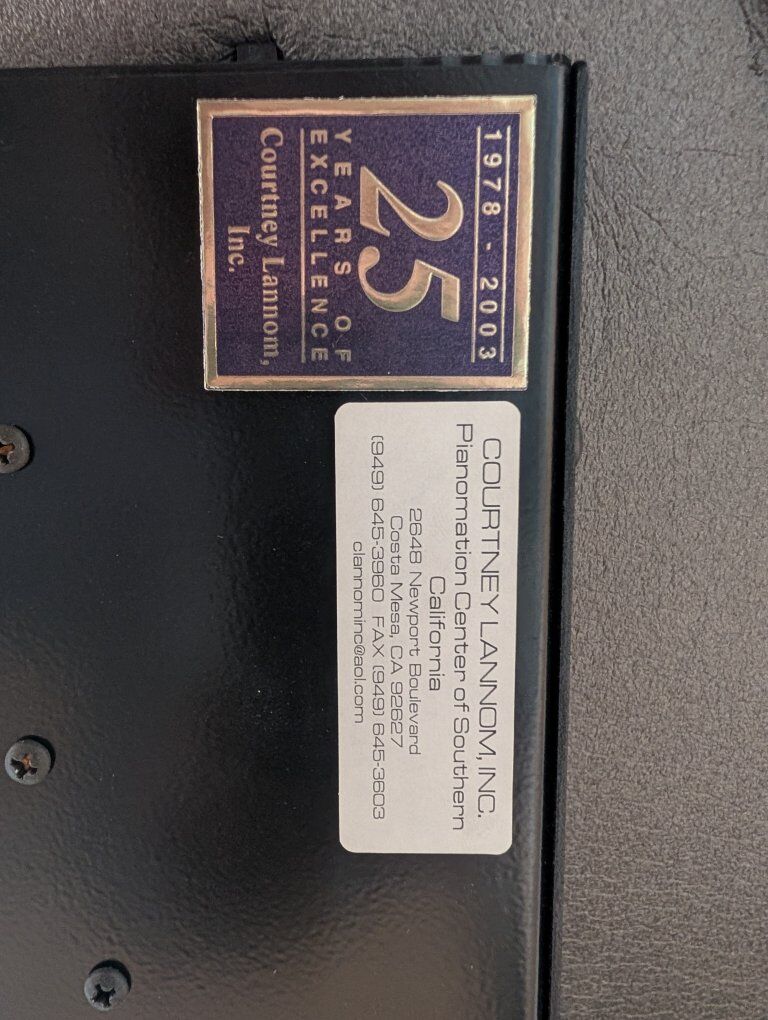 1978 - 2003
25
YEARS OF
EXCELLENCE
Courtney Lannom,
Inc.
COURTNEY LANNOM, INC.
Pianomation Center of Southern
California
2648 Newport Boulevard
Costa Mesa, CA 92627
(949) 645-3960 FAX (949) 645-3603
clannominc@aol.com